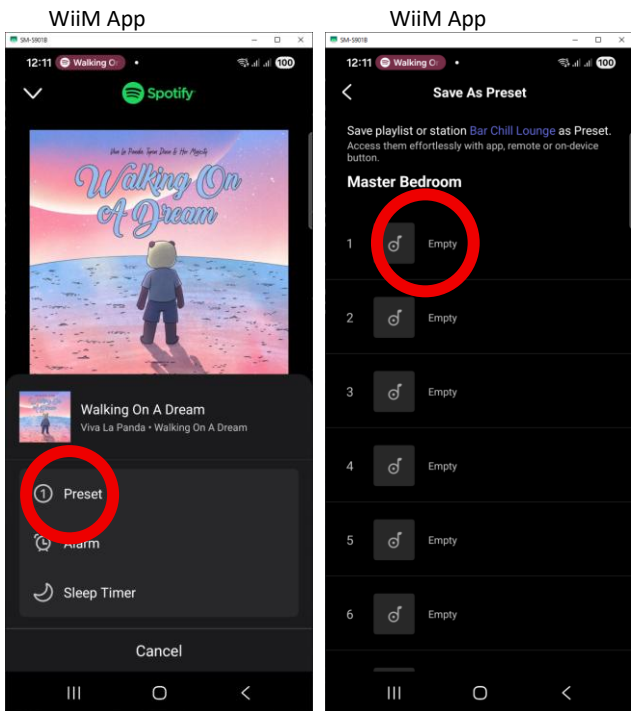 WiiM App
SM-S901B
12:11 Walking O
100
Spotify
Viva La Panda, Tyron Dixon & Her Majesty
Walking On
A Dream
Walking On A Dream
Viva La Panda • Walking On A Dream
1 Preset
Alarm
Sleep Timer
Cancel
WiiM App
SM-S901B
12:11 Walking O
100
Save As Preset
Save playlist or station Bar Chill Lounge as Preset.
Access them effortlessly with app, remote or on-device
button.
Master Bedroom
1 Empty
2 Empty
3 Empty
4 Empty
5 Empty
6 Empty